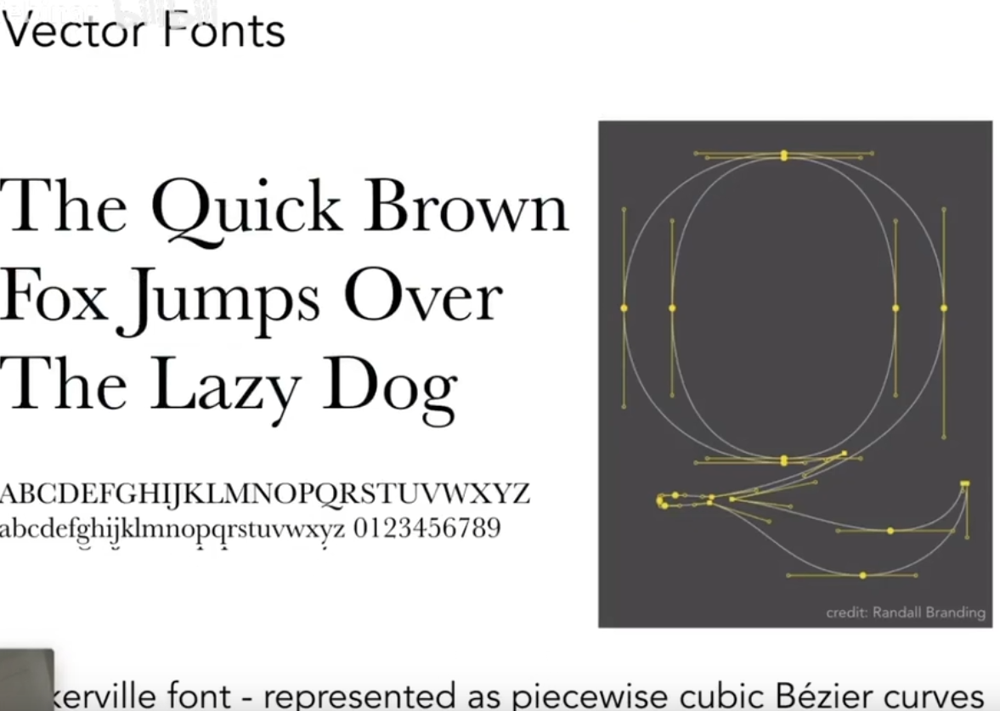 Vector Fonts
The Quick Brown
Fox Jumps Over
The Lazy Dog
ABCDEFGHIJKLMNOPQRSTUVWXYZ
abcdefghijklmnopqrstuvwxyz 0123456789
credit: Randall Branding
kerville font - represented as piecewise cubic Bézier curves